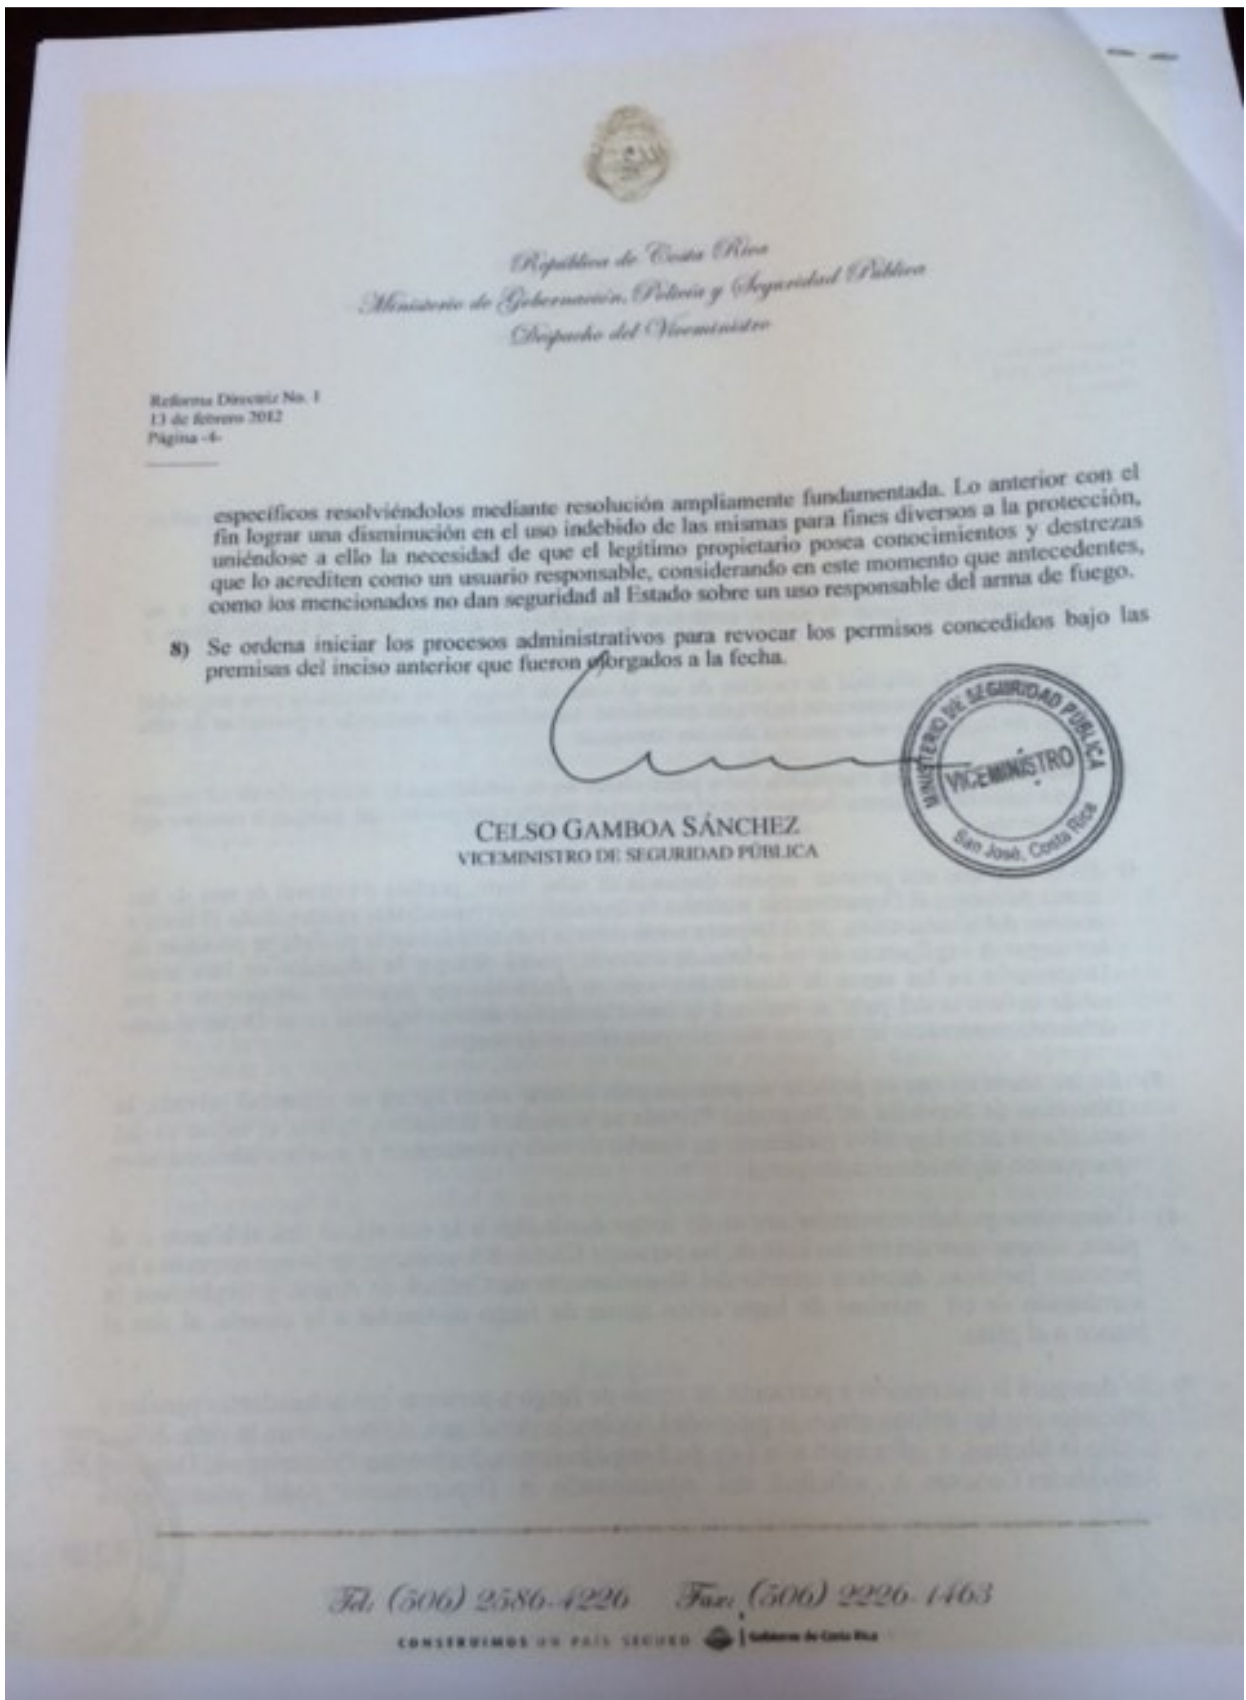 República de Costa Rica
Ministerio de Gobernación, Policía y Seguridad Pública
Despacho del Viceministro
Reforma Directriz No. 1
13 de febrero 2012
Página -4-
específicos resolviéndolos mediante resolución ampliamente fundamentada. Lo anterior con el
fin lograr una disminución en el uso indebido de las mismas para fines diversos a la protección,
uniéndose a ello la necesidad de que el legítimo propietario posea conocimientos y destrezas
que lo acrediten como un usuario responsable, considerando en este momento que antecedentes,
como los mencionados no dan seguridad al Estado sobre un uso responsable del arma de fuego.
8) Se ordena iniciar los procesos administrativos para revocar los permisos concedidos bajo las
premisas del inciso anterior que fueron otorgados a la fecha.
MINISTERIO DE SEGURIDAD PÚBLICA
VICEMINISTRO
San José, Costa Rica
CELSO GAMBOA SÁNCHEZ
VICEMINISTRO DE SEGURIDAD PÚBLICA
Tel: (506) 2586-4226 Fax: (506) 2226-1463
CONSTRUIMOS UN PAÍS SEGURO Gobierno de Costa Rica